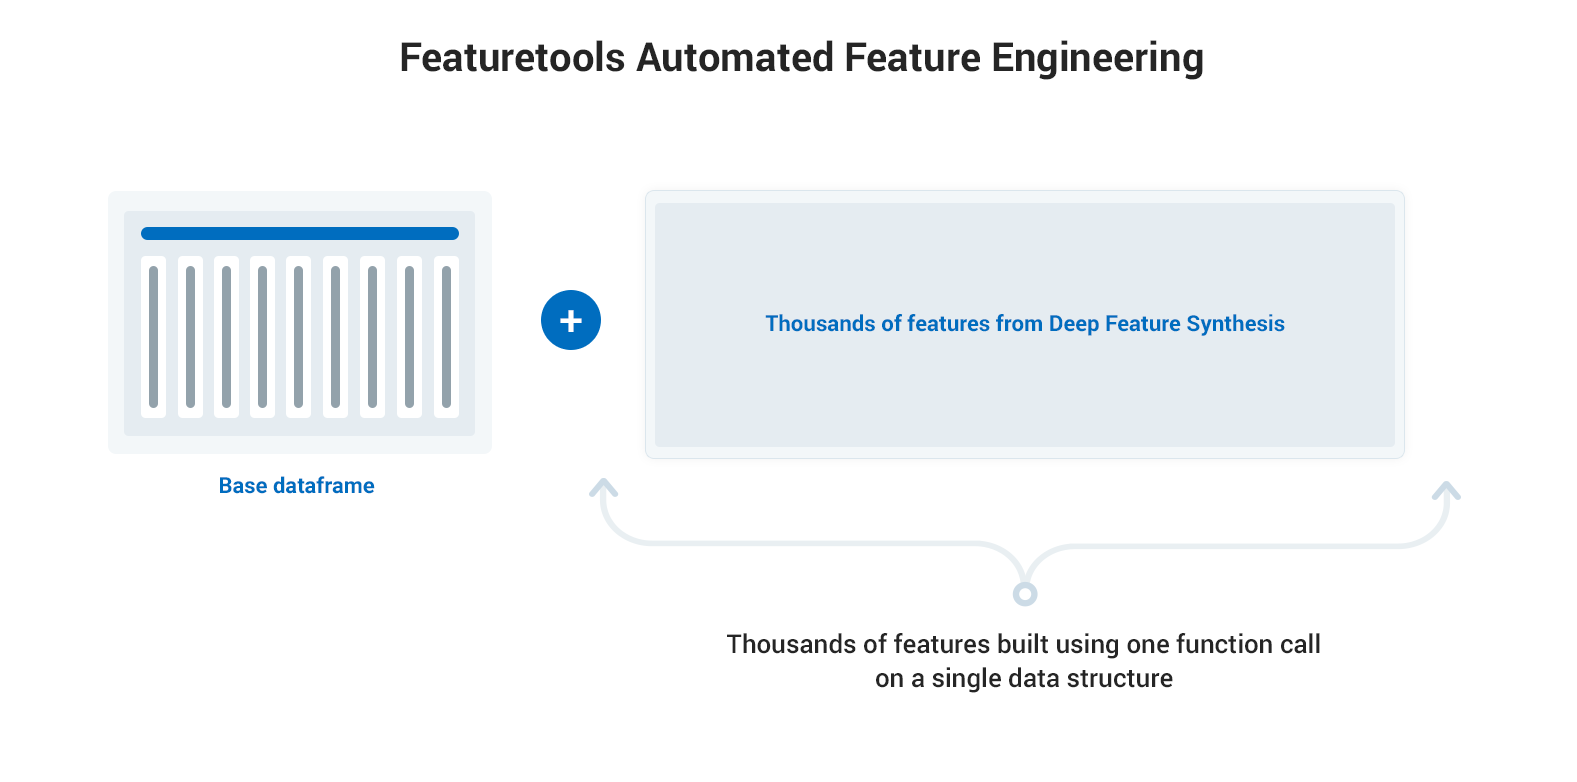 Featuretools Automated Feature Engineering
+
Thousands of features from Deep Feature Synthesis
Base dataframe
Thousands of features built using one function call
on a single data structure